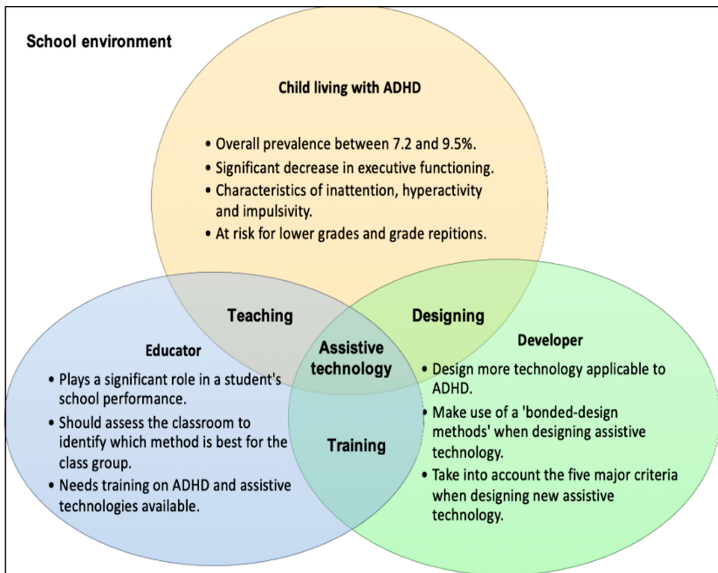 School environment
Child living with ADHD
• Overall prevalence between 7.2 and 9.5%.
• Significant decrease in executive functioning.
• Characteristics of inattention, hyperactivity
and impulsivity.
• At risk for lower grades and grade repitions.
Teaching
Designing
Assistive
technology
Training
Educator
• Plays a significant role in a student's
school performance.
• Should assess the classroom to
identify which method is best for the
class group.
• Needs training on ADHD and assistive
technologies available.
Developer
• Design more technology applicable to
ADHD.
• Make use of a 'bonded-design
methods' when designing assistive
technology.
• Take into account the five major criteria
when designing new assistive
technology.